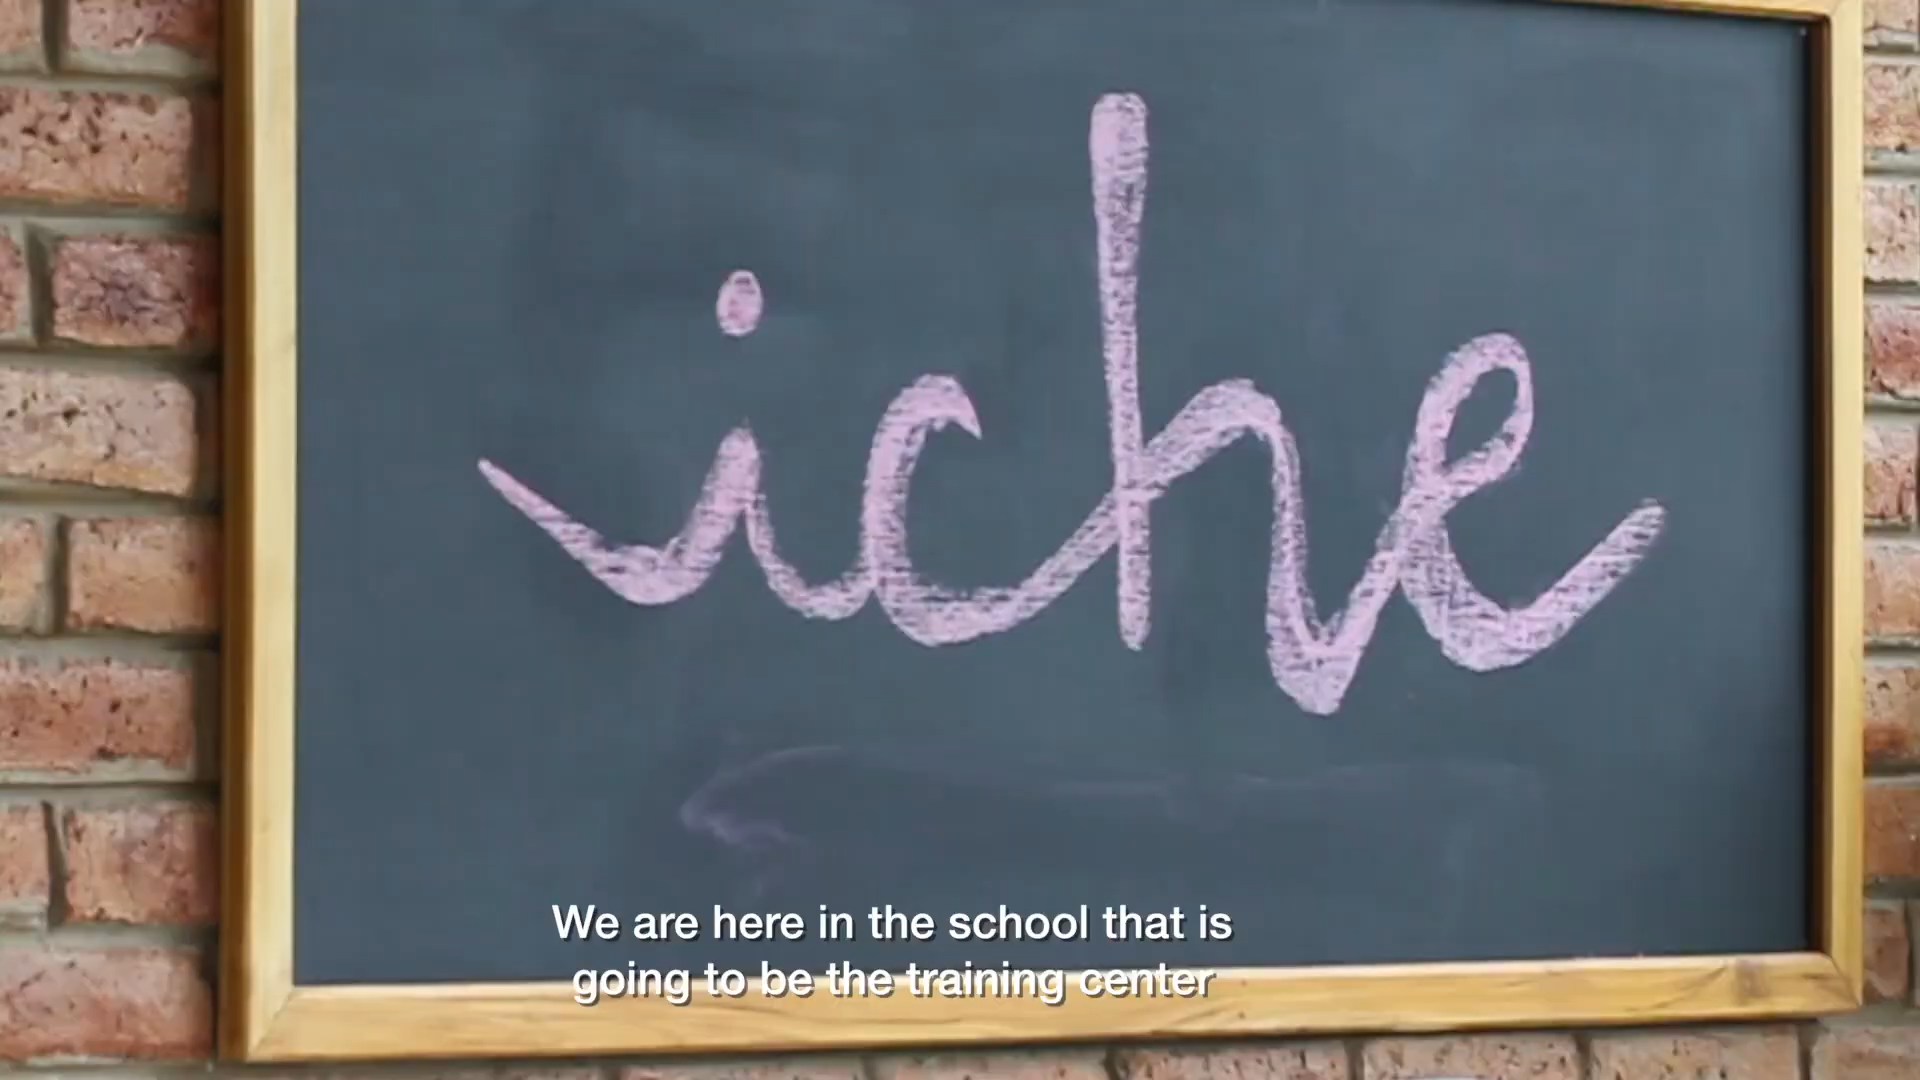 iche
We are here in the school that is
going to be the training center